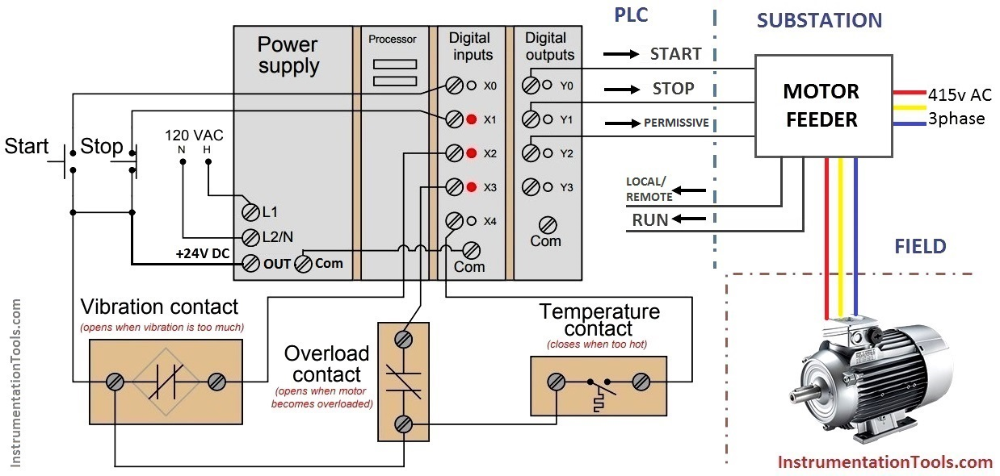 PLC
SUBSTATION
Power
supply
Processor
Digital
inputs
Digital
outputs
START
STOP
PERMISSIVE
X0
X1
X2
X3
X4
Com
Y0
Y1
Y2
Y3
Com
MOTOR
FEEDER
415v AC
3phase
Start
Stop
120 VAC
N
H
L1
L2/N
+24V DC
OUT
Com
LOCAL/
REMOTE
RUN
FIELD
Vibration contact
(opens when vibration is too much)
Overload
contact
(opens when motor
becomes overloaded)
Temperature
contact
(closes when too hot)
InstrumentationTools.com
InstrumentationTools.com